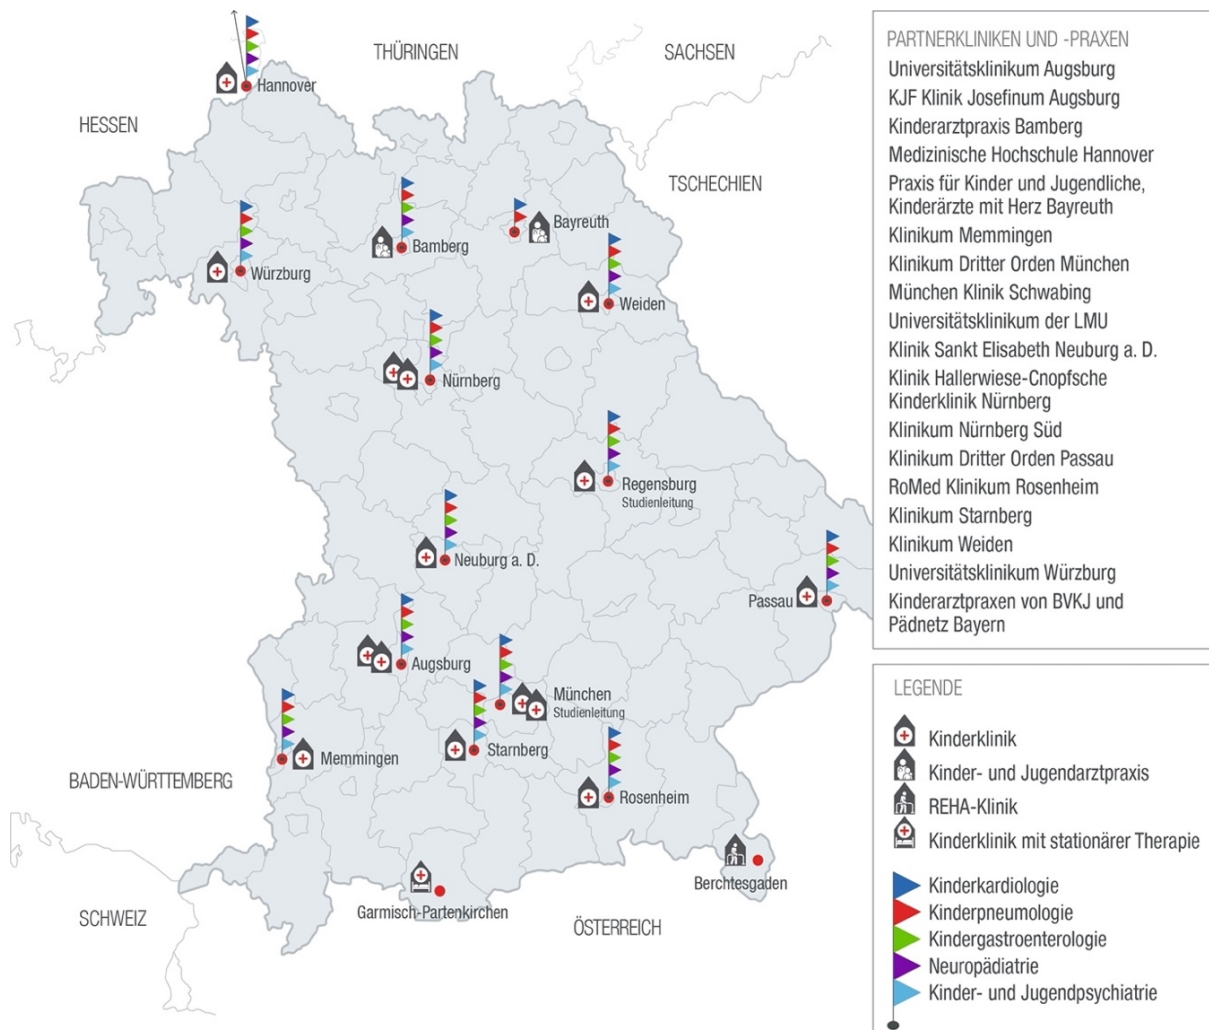 THÜRINGEN
SACHSEN
Hannover
HESSEN
TSCHECHIEN
Bayreuth
Bamberg
Würzburg
Weiden
Nürnberg
Regensburg
Studienleitung
Neuburg a. D.
Passau
Augsburg
München
Studienleitung
Starnberg
Memmingen
BADEN-WÜRTTEMBERG
Rosenheim
Berchtesgaden
Garmisch-Partenkirchen
SCHWEIZ
ÖSTERREICH
PARTNERKLINIKEN UND -PRAXEN
Universitätsklinikum Augsburg
KJF Klinik Josefinum Augsburg
Kinderarztpraxis Bamberg
Medizinische Hochschule Hannover
Praxis für Kinder und Jugendliche,
Kinderärzte mit Herz Bayreuth
Klinikum Memmingen
Klinikum Dritter Orden München
München Klinik Schwabing
Universitätsklinikum der LMU
Klinik Sankt Elisabeth Neuburg a. D.
Klinik Hallerwiese-Cnopfsche
Kinderklinik Nürnberg
Klinikum Nürnberg Süd
Klinikum Dritter Orden Passau
RoMed Klinikum Rosenheim
Klinikum Starnberg
Klinikum Weiden
Universitätsklinikum Würzburg
Kinderarztpraxen von BVKJ und
Pädnetz Bayern
LEGENDE
Kinderklinik
Kinder- und Jugendarztpraxis
REHA-Klinik
Kinderklinik mit stationärer Therapie
Kinderkardiologie
Kinderpneumologie
Kindergastroenterologie
Neuropädiatrie
Kinder- und Jugendpsychiatrie